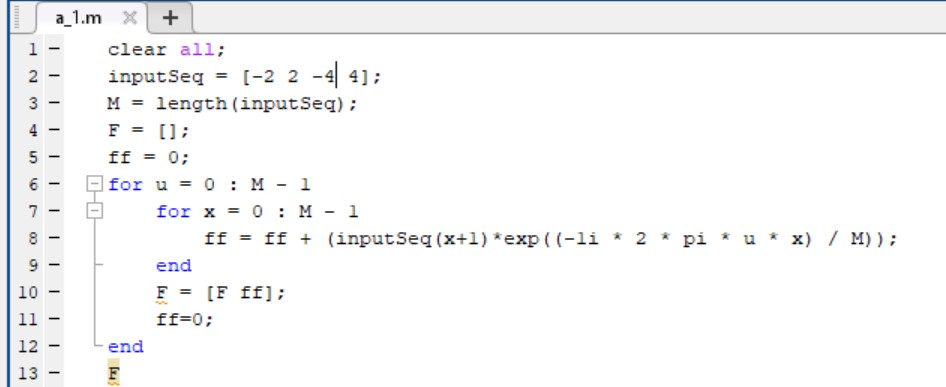 a_1.m × +
1 - clear all;
2 - inputSeq = [-2 2 -4 4];
3 - M = length(inputSeq);
4 - F = [];
5 - ff = 0;
6 - for u = 0 : M - 1
7 - for x = 0 : M - 1
8 - ff = ff + (inputSeq(x+1)*exp((-1i * 2 * pi * u * x) / M));
9 - end
10 - F = [F ff];
11 - ff=0;
12 - end
13 - F